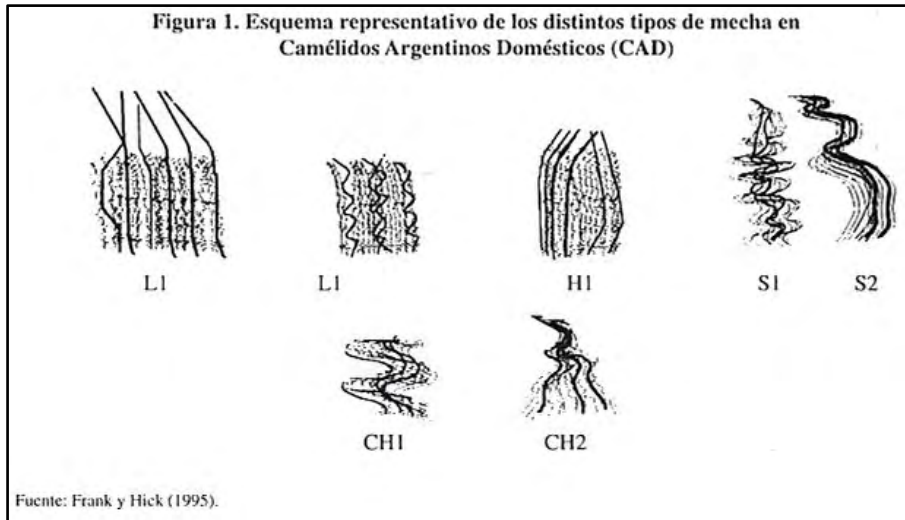 Figura 1. Esquema representativo de los distintos tipos de mecha en
Camélidos Argentinos Domésticos (CAD)
L1
L1
H1
S1
S2
CH1
CH2
Fuente: Frank y Hick (1995).